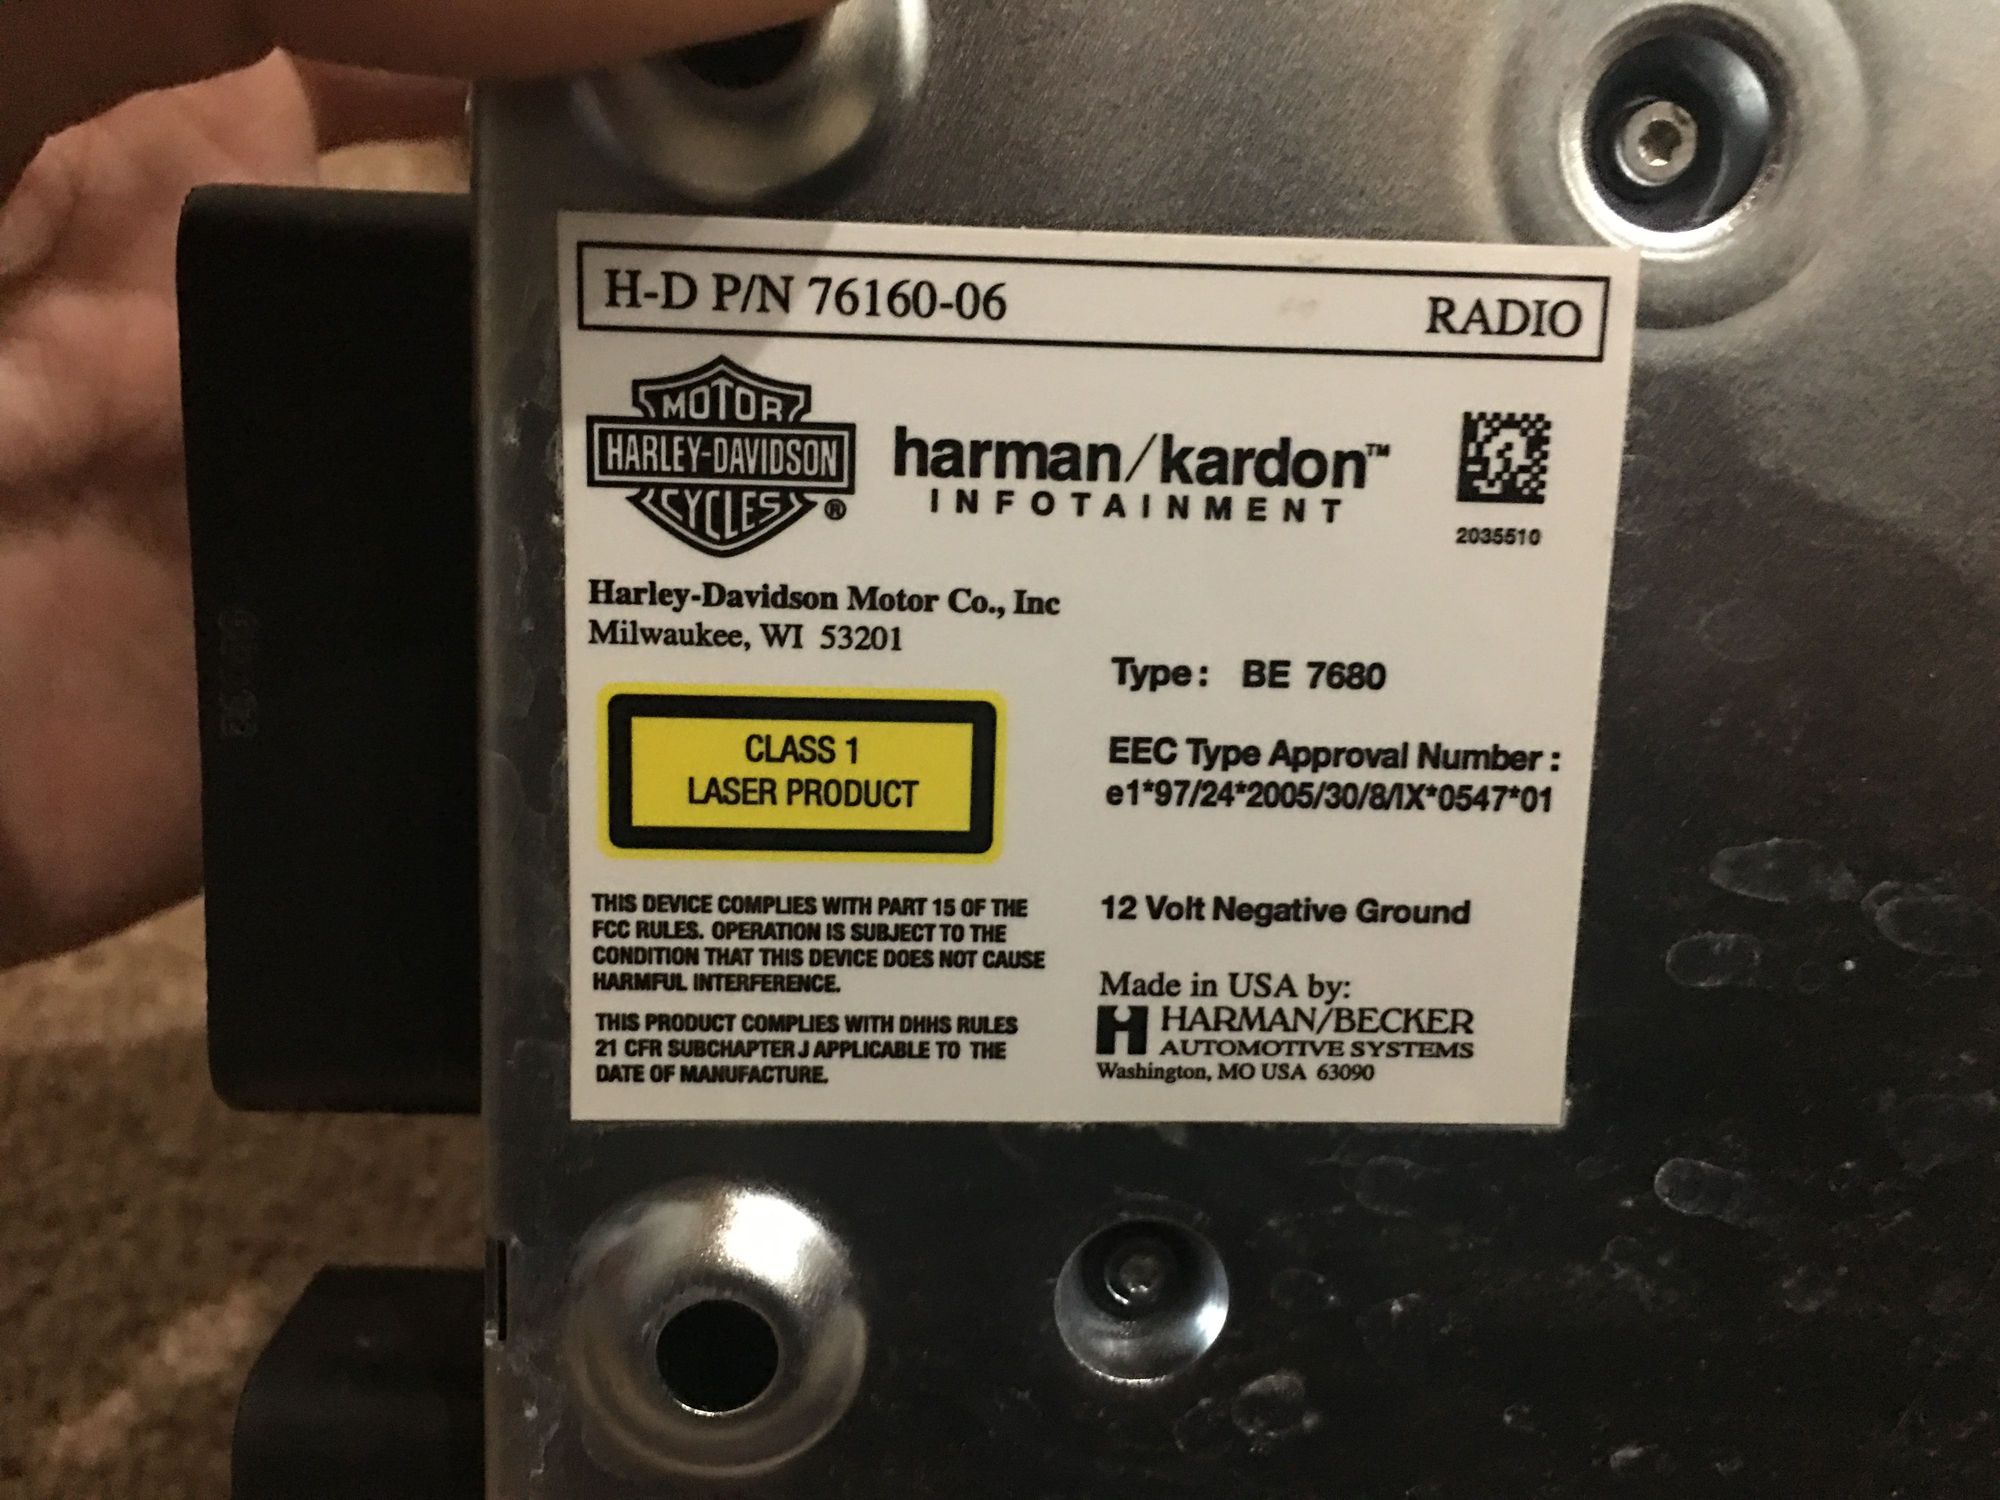 H-D P/N 76160-06 RADIO
MOTOR
HARLEY-DAVIDSON
CYCLES ®
harman/kardon™
INFOTAINMENT
2035510
Harley-Davidson Motor Co., Inc
Milwaukee, WI 53201
CLASS 1
LASER PRODUCT
Type: BE 7680
EEC Type Approval Number :
e1*97/24*2005/30/8/IX*0547*01
12 Volt Negative Ground
THIS DEVICE COMPLIES WITH PART 15 OF THE
FCC RULES. OPERATION IS SUBJECT TO THE
CONDITION THAT THIS DEVICE DOES NOT CAUSE
HARMFUL INTERFERENCE.
THIS PRODUCT COMPLIES WITH DHHS RULES
21 CFR SUBCHAPTER J APPLICABLE TO THE
DATE OF MANUFACTURE.
Made in USA by:
HARMAN/BECKER
AUTOMOTIVE SYSTEMS
Washington, MO USA 63090